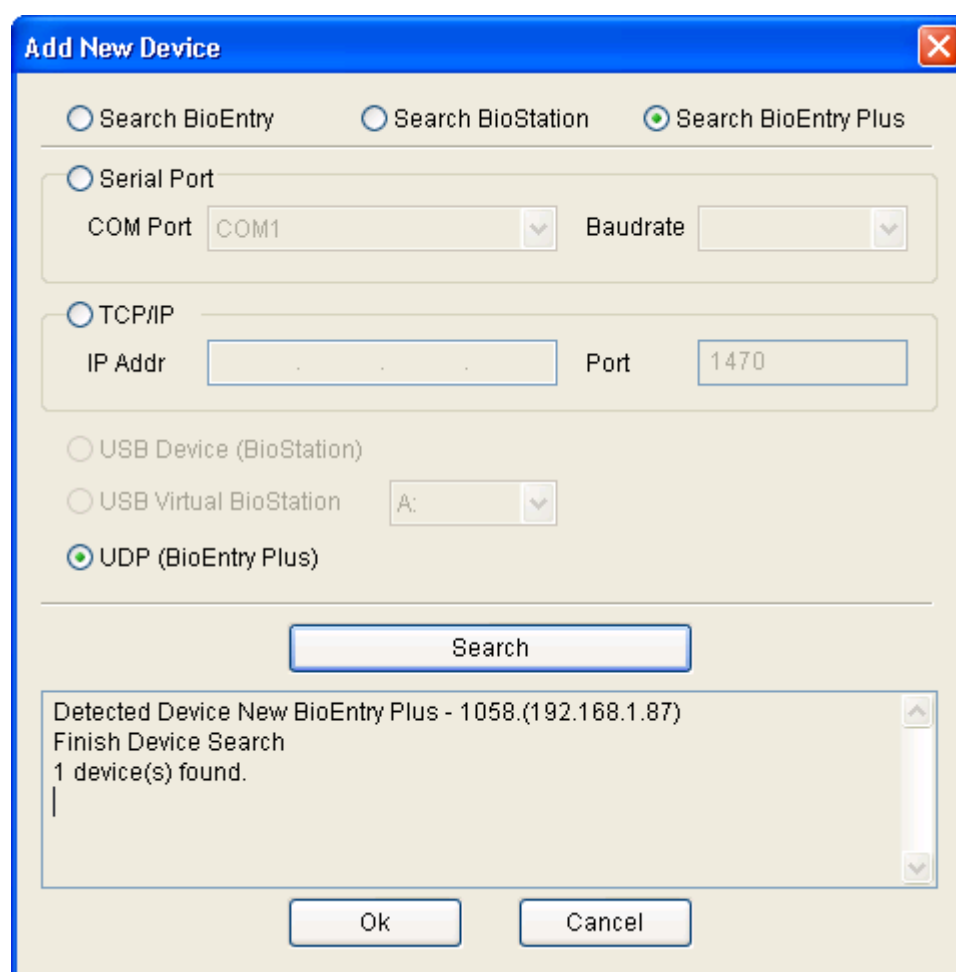 Add New Device
Search BioEntry Search BioStation Search BioEntry Plus
Serial Port
COM Port COM1 Baudrate
TCP/IP
IP Addr . . . Port 1470
USB Device (BioStation)
USB Virtual BioStation A:
UDP (BioEntry Plus)
Search
Detected Device New BioEntry Plus - 1058.(192.168.1.87)
Finish Device Search
1 device(s) found.
Ok Cancel